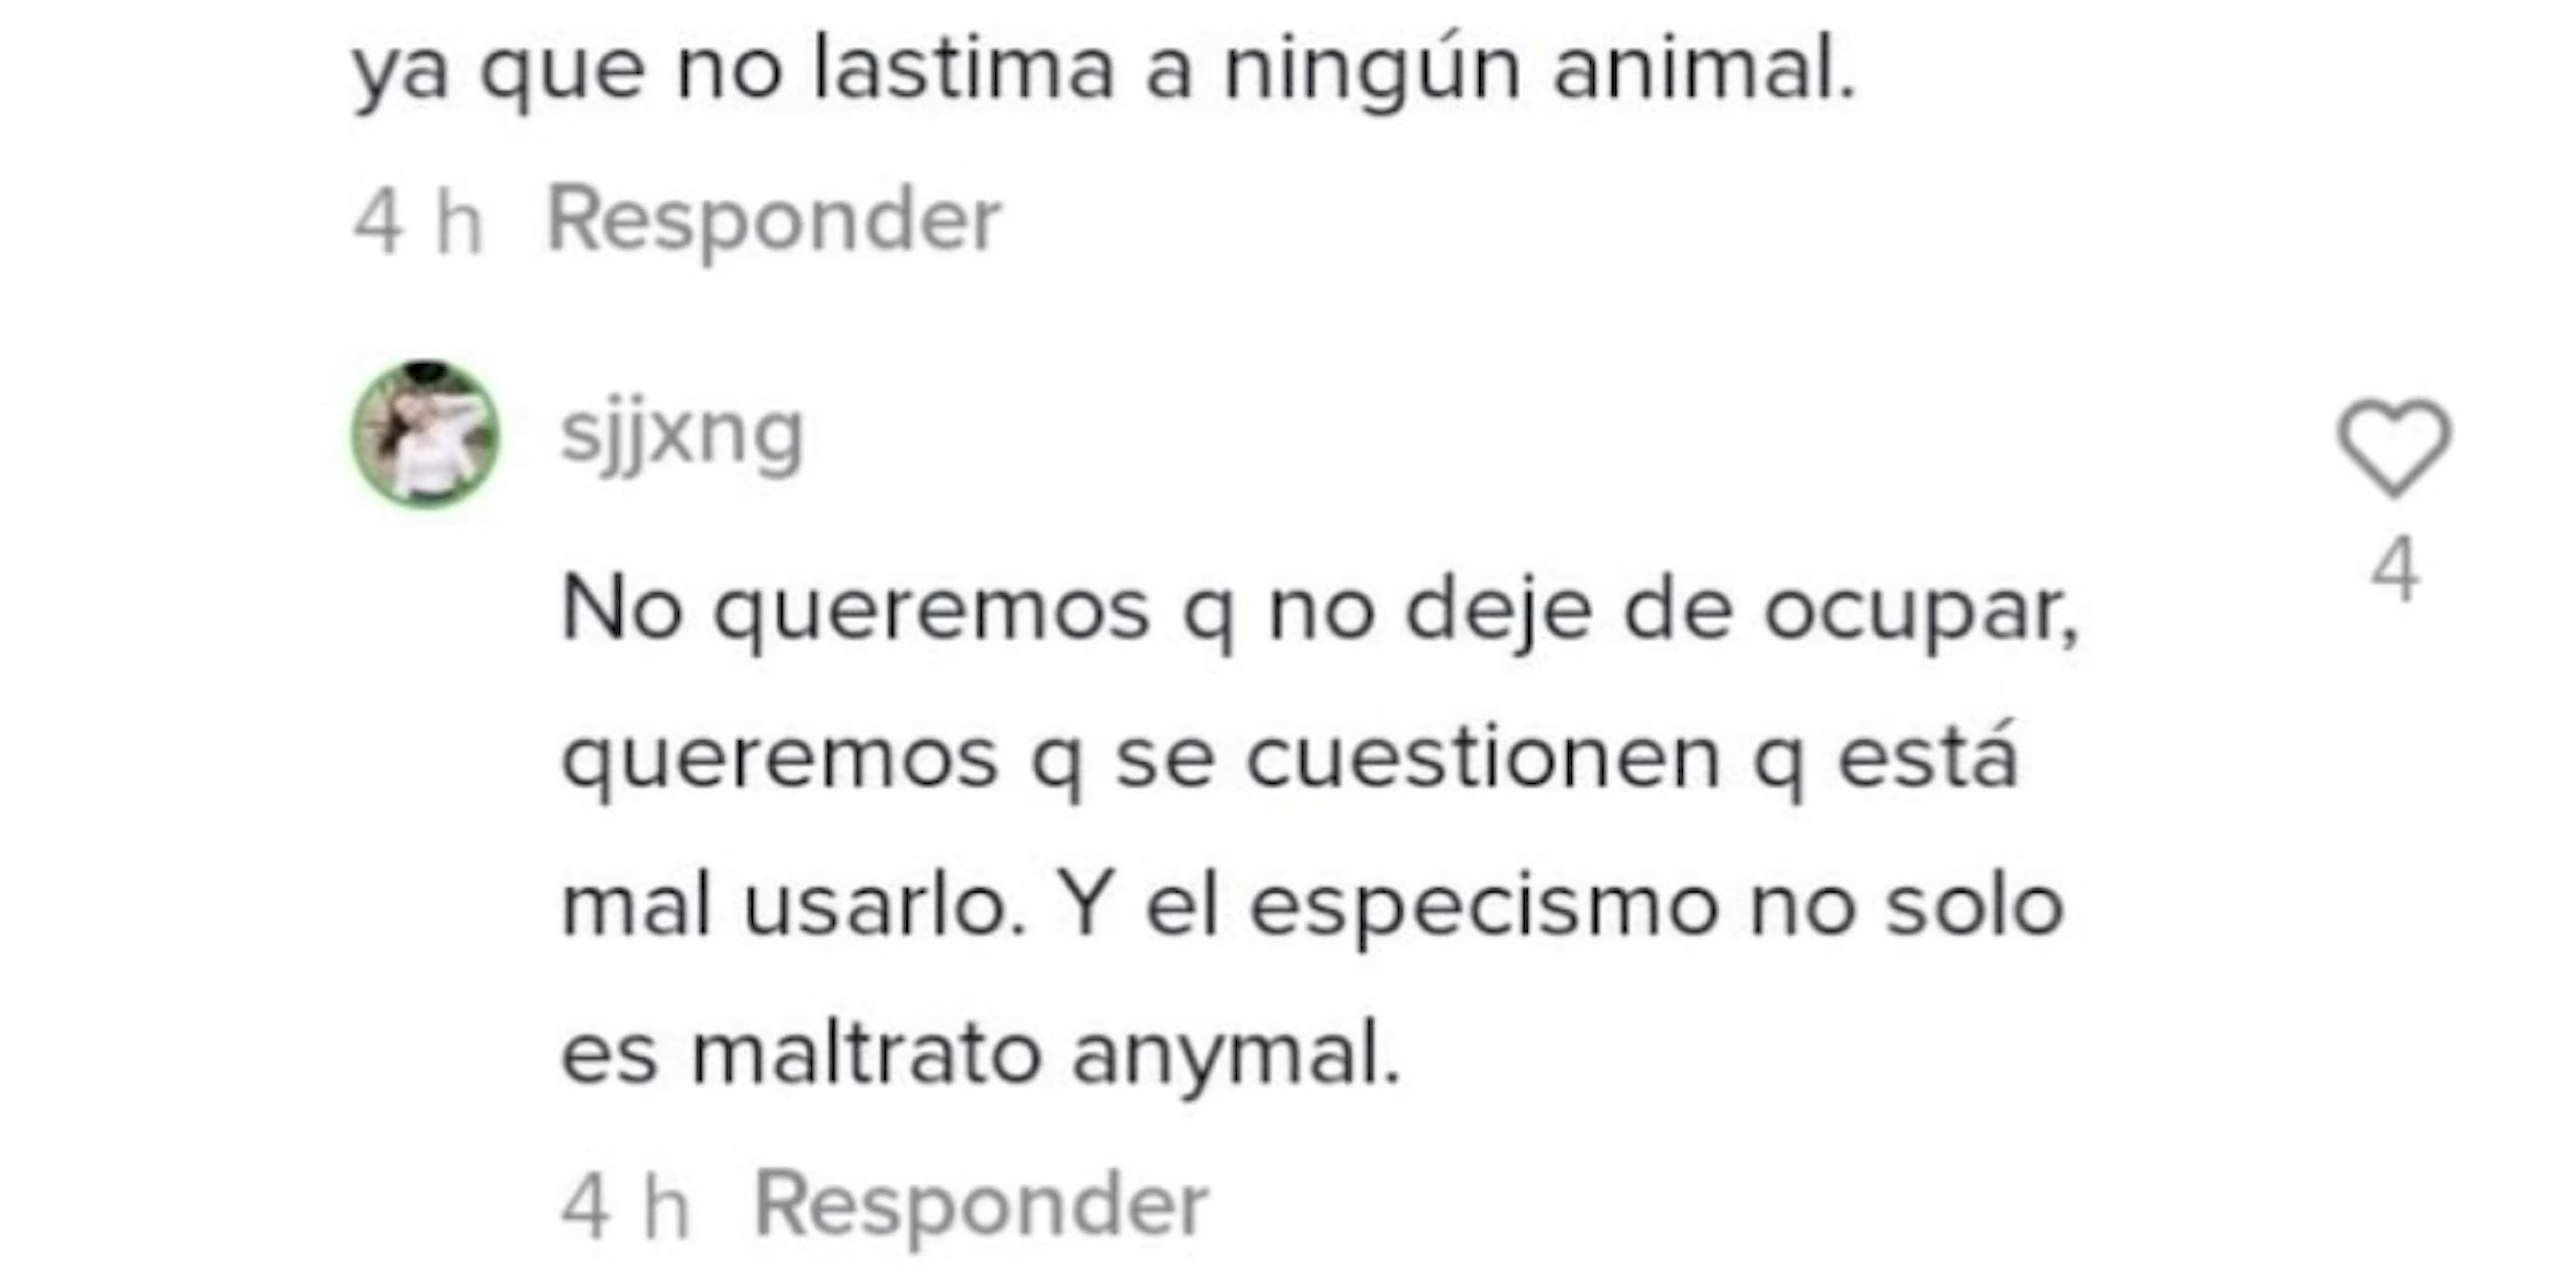 ya que no lastima a ningún animal.
4 h Responder
sjjxng
4
No queremos q no deje de ocupar,
queremos q se cuestionen q está
mal usarlo. Y el especismo no solo
es maltrato anymal.
4 h Responder